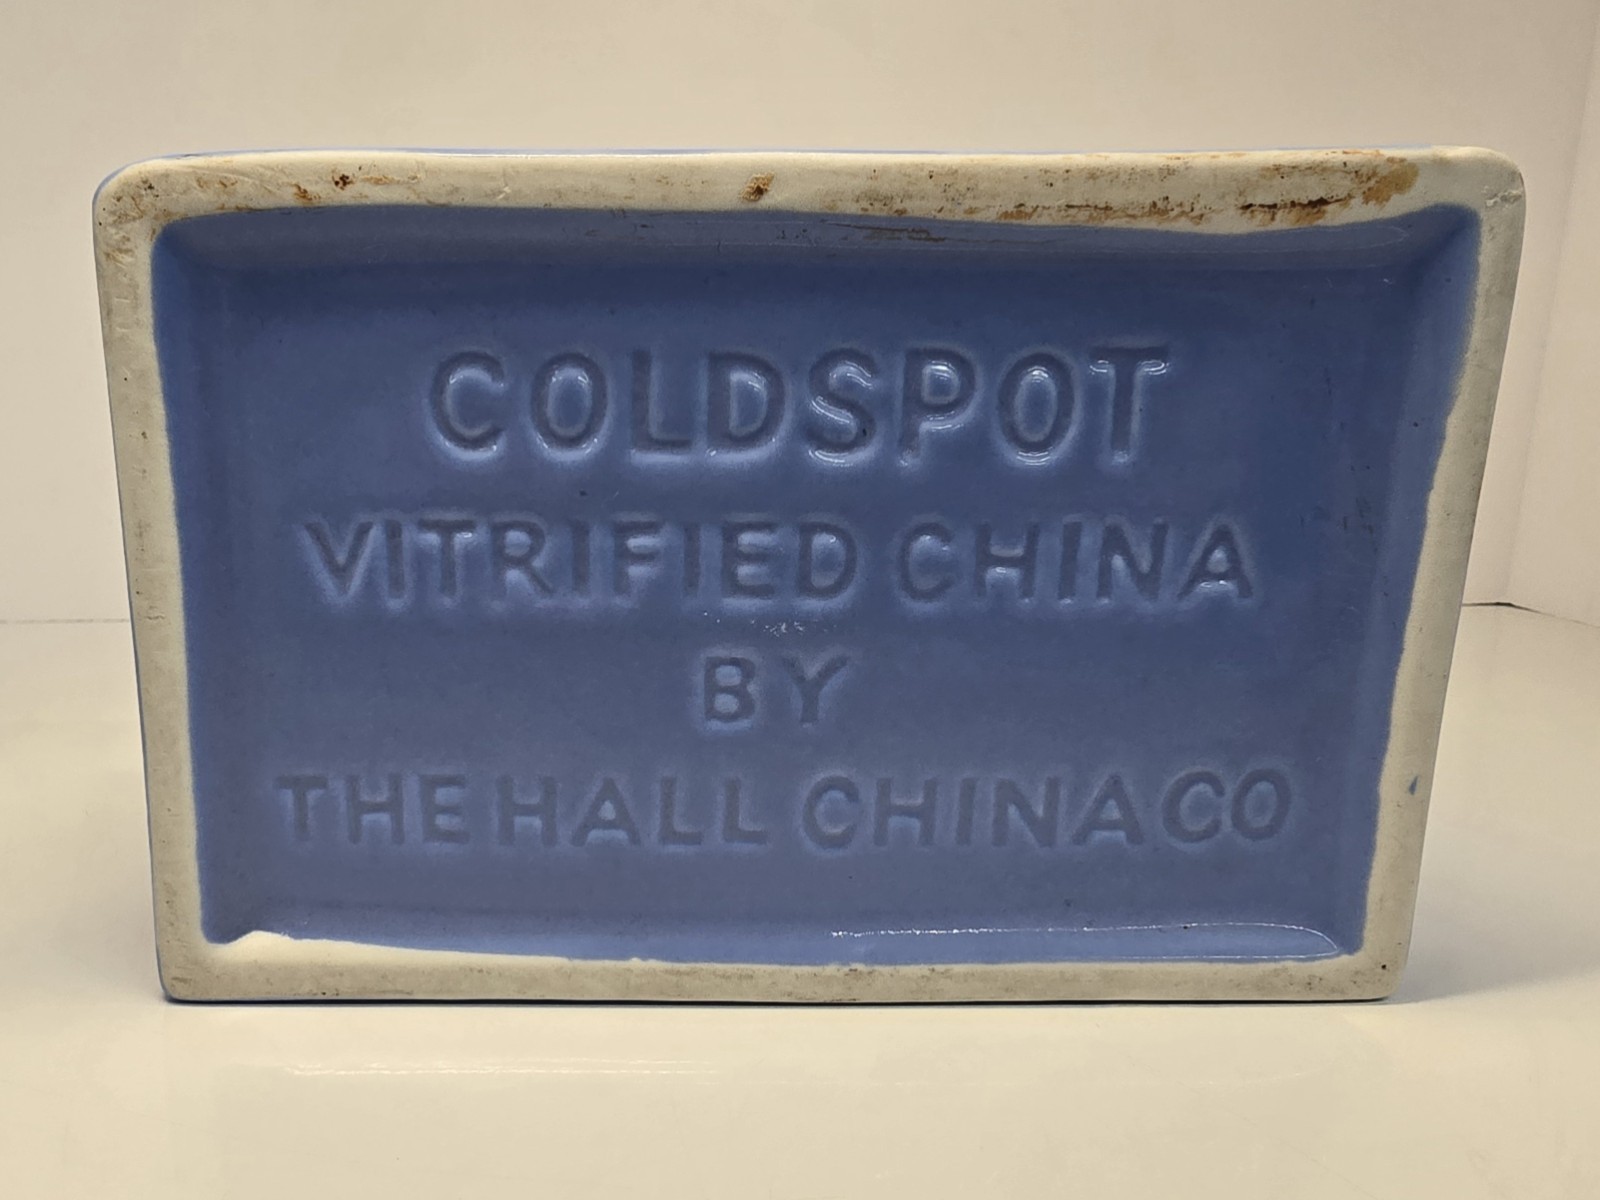 COLDSPOT
VITRIFIED CHINA
BY
THE HALL CHINA CO